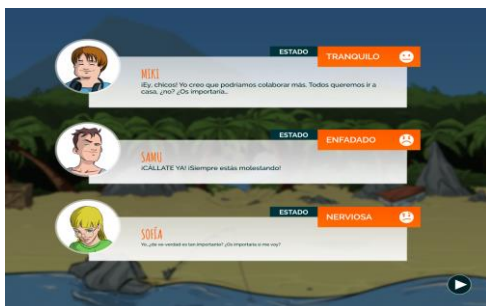 ESTADO TRANQUILO
MIKI
¡Ey, chicos! Yo creo que podríamos colaborar más. Todos queremos ir a
casa, ¿no? ¿Os importaría...
ESTADO ENFADADO
SAMU
¡CÁLLATE YA! ¡Siempre estás molestando!
ESTADO NERVIOSA
SOFÍA
Yo, ¿de verdad es tan importante? ¿Os importaría si me voy?